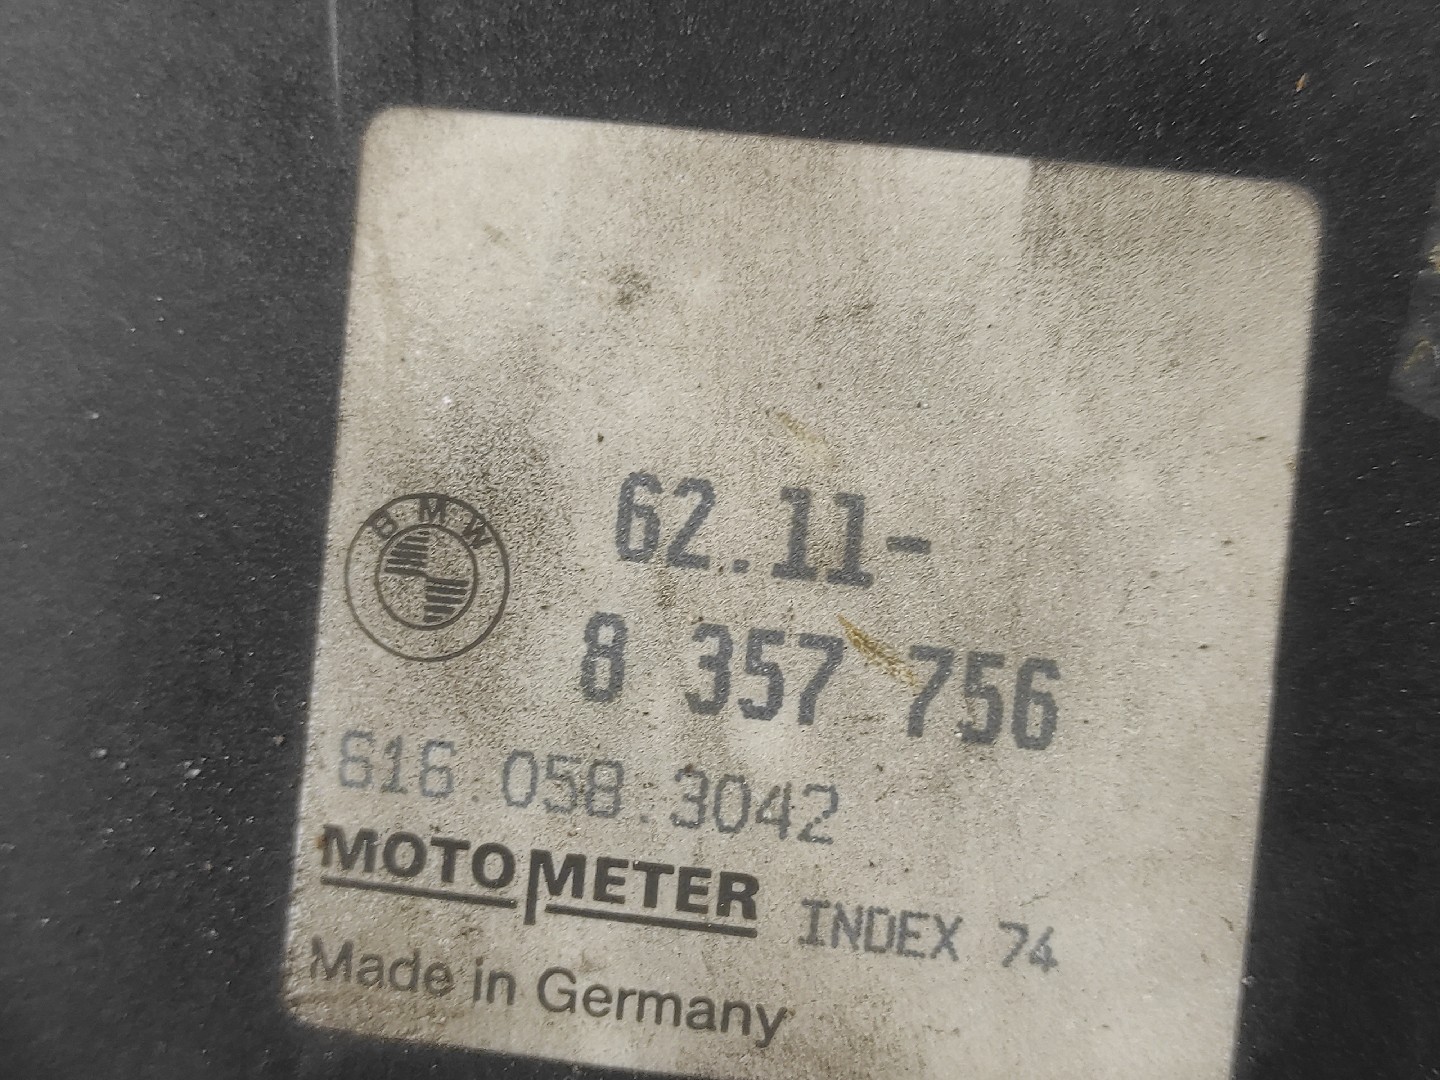 BMW
62.11-
8 357 756
616.058.3042
MOTOMETER INDEX 74
Made in Germany